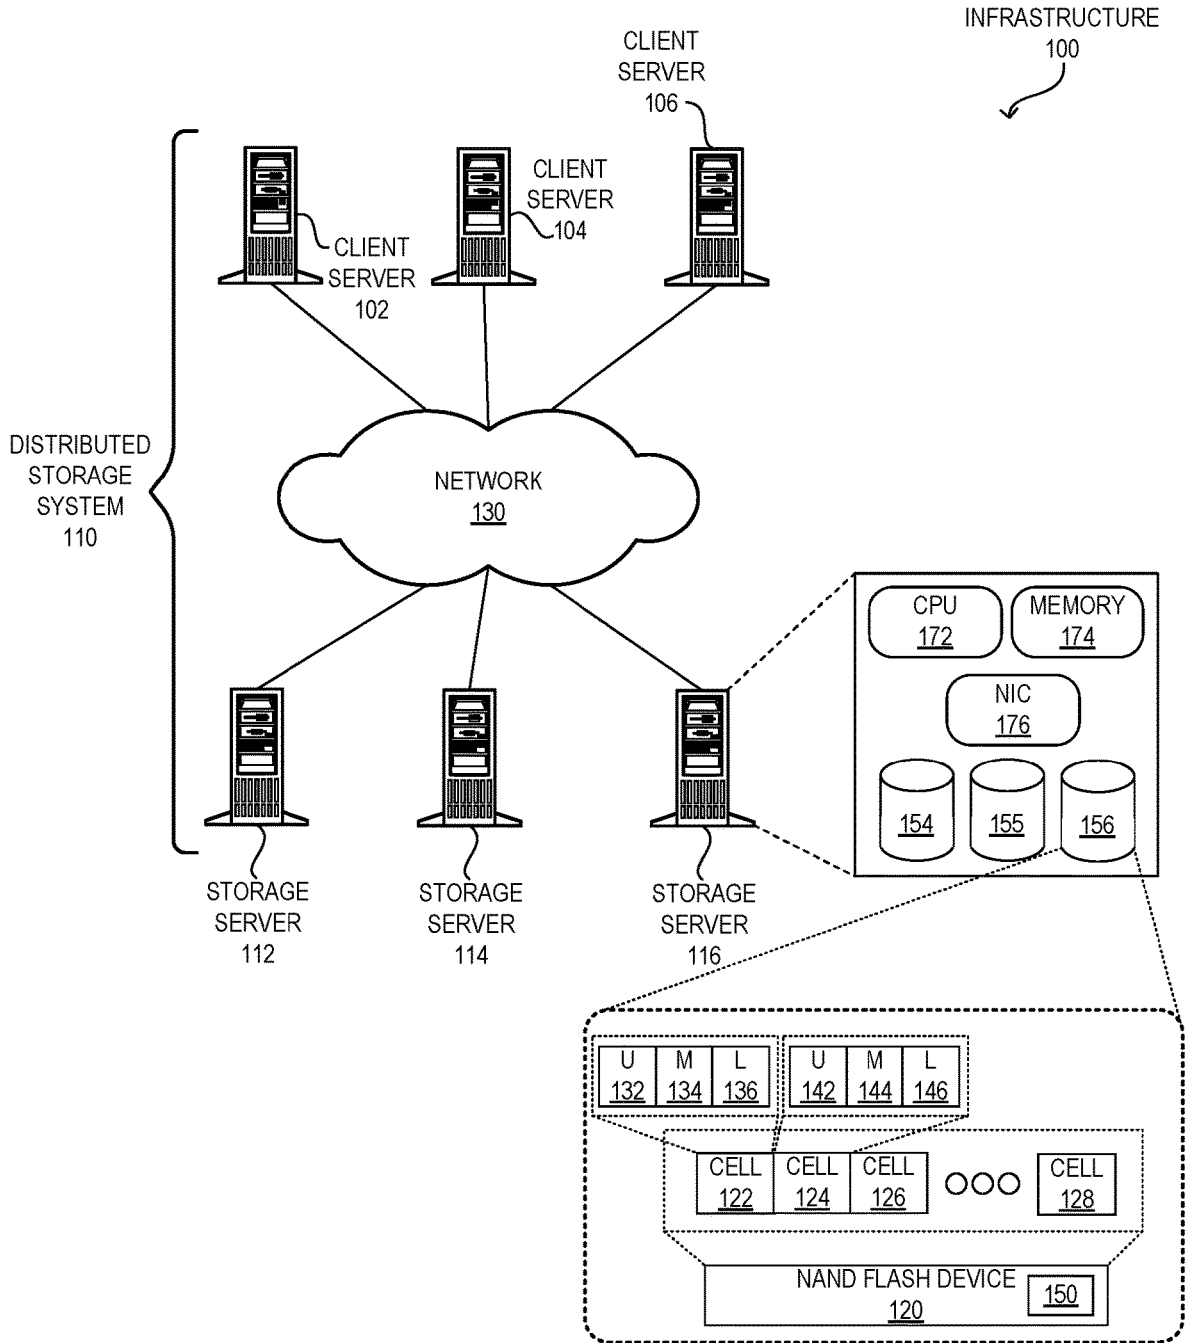 INFRASTRUCTURE
100
CLIENT
SERVER
106
CLIENT
SERVER
104
CLIENT
SERVER
102
DISTRIBUTED
STORAGE
SYSTEM
110
NETWORK
130
CPU
172
MEMORY
174
NIC
176
154
155
156
STORAGE
SERVER
112
STORAGE
SERVER
114
STORAGE
SERVER
116
U M L U M L
132 134 136 142 144 146
CELL CELL CELL CELL
122 124 126 128
NAND FLASH DEVICE
120
150